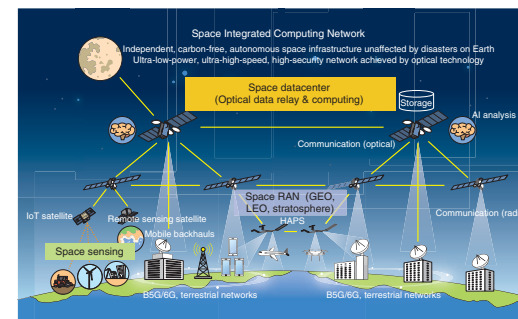 Space Integrated Computing Network
Independent, carbon-free, autonomous space infrastructure unaffected by disasters on Earth
Ultra-low-power, ultra-high-speed, high-security network achieved by optical technology
Space datacenter
(Optical data relay & computing)
Storage
AI analysis
Communication (optical)
Space RAN (GEO,
LEO, stratosphere)
HAPS
IoT satellite
Remote sensing satellite
Communication (rad
Mobile backhauls
Space sensing
B5G/6G, terrestrial networks
B5G/6G, terrestrial networks